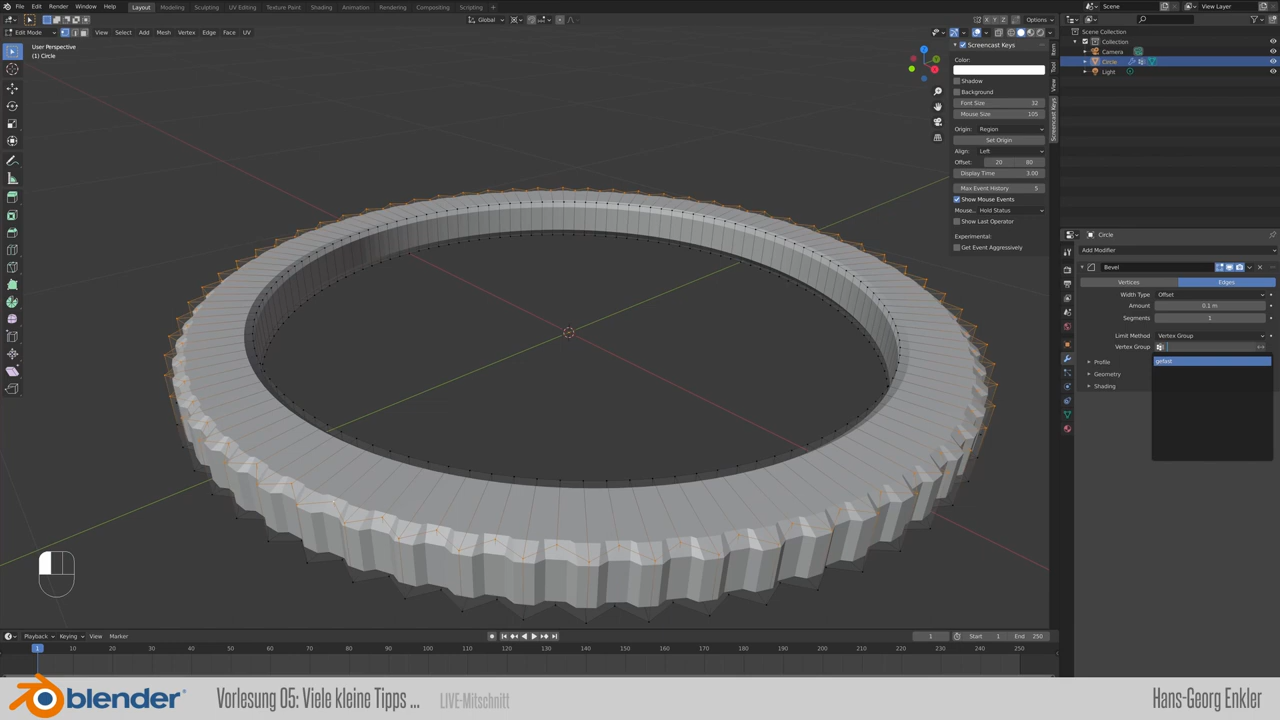 File Edit Render Window Help Layout Modeling Sculpting UV Editing Texture Paint Shading Animation Rendering Compositing Scripting + Scene View Layer
Global X Y Z Options
Edit Mode View Select Add Mesh Vertex Edge Face UV
User Perspective
(1) Circle
Screencast Keys
Color:
Shadow
Background
Font Size 32
Mouse Size 105
Origin: Region
Set Origin
Align: Left
Offset: 20 80
Display Time 3.00
Max Event History 5
Show Mouse Events
Mouse... Hold Status
Show Last Operator
Experimental:
Get Event Aggressively
Item
Tool
View
Screencast Keys
Scene Collection
Collection
Camera
Circle
Light
Circle
Add Modifier
Bevel
Vertices Edges
Width Type Offset
Amount 0.1 m
Segments 1
Limit Method Vertex Group
Vertex Group
gefast
Profile
Geometry
Shading
Playback Keying View Marker 1 Start 1 End 250
1 10 20 30 40 50 60 70 80 90 100 110 120 130 140 150 160 170 180 190 200 210 220 230 240 250
blender Vorlesung 05: Viele kleine Tipps ... LIVE-Mitschnitt Hans-Georg Enkler